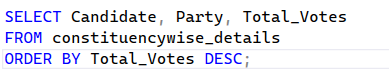 SELECT Candidate, Party, Total_Votes
FROM constituencywise_details
ORDER BY Total_Votes DESC;